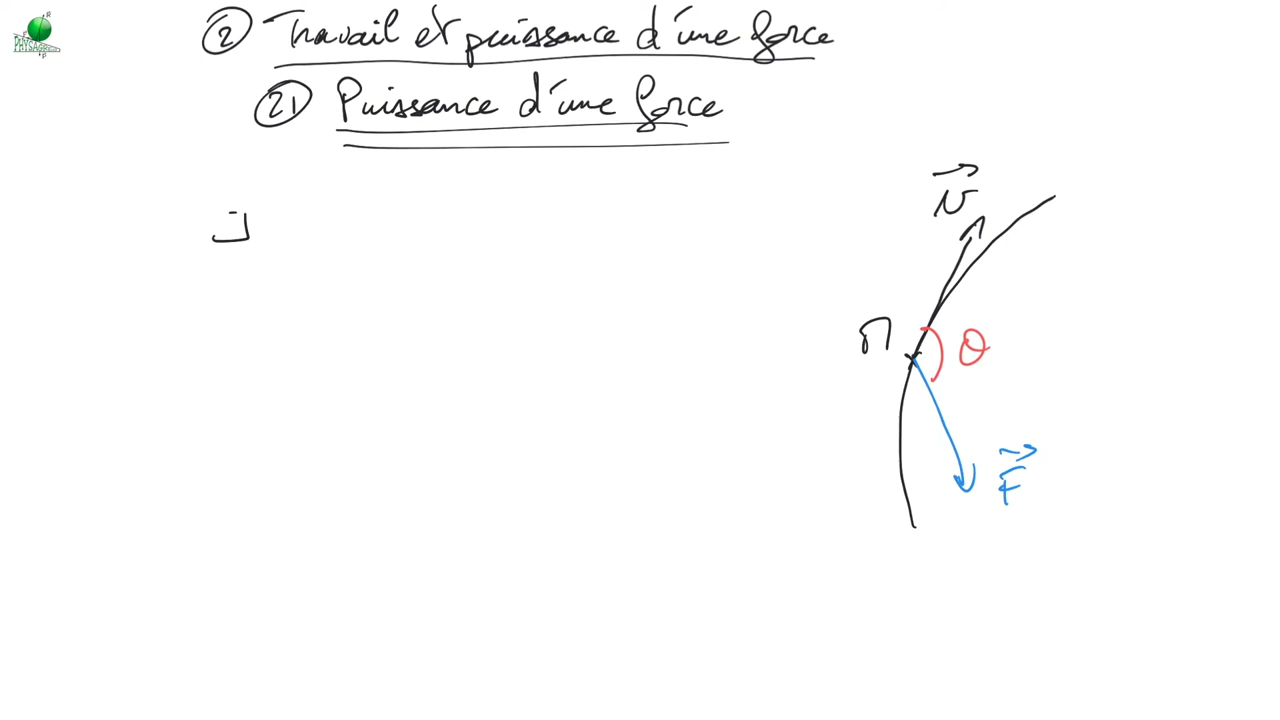 ② Travail et puissance d'une force
②① Puissance d'une force
v⃗
M
θ
F⃗